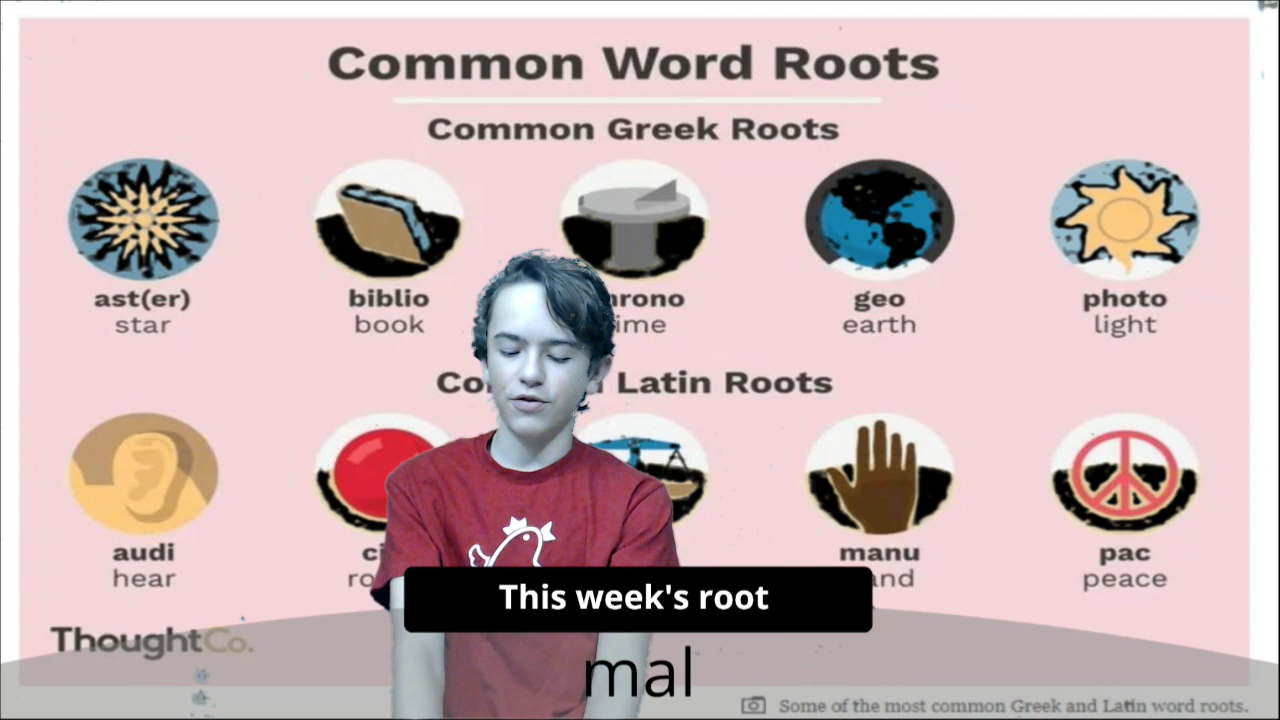 Common Word Roots
Common Greek Roots
ast(er) biblio geo photo
star book earth light
Latin Roots
audi manu pac
hear peace
This week's root
ThoughtCo.
mal
Some of the most common Greek and Latin word roots.